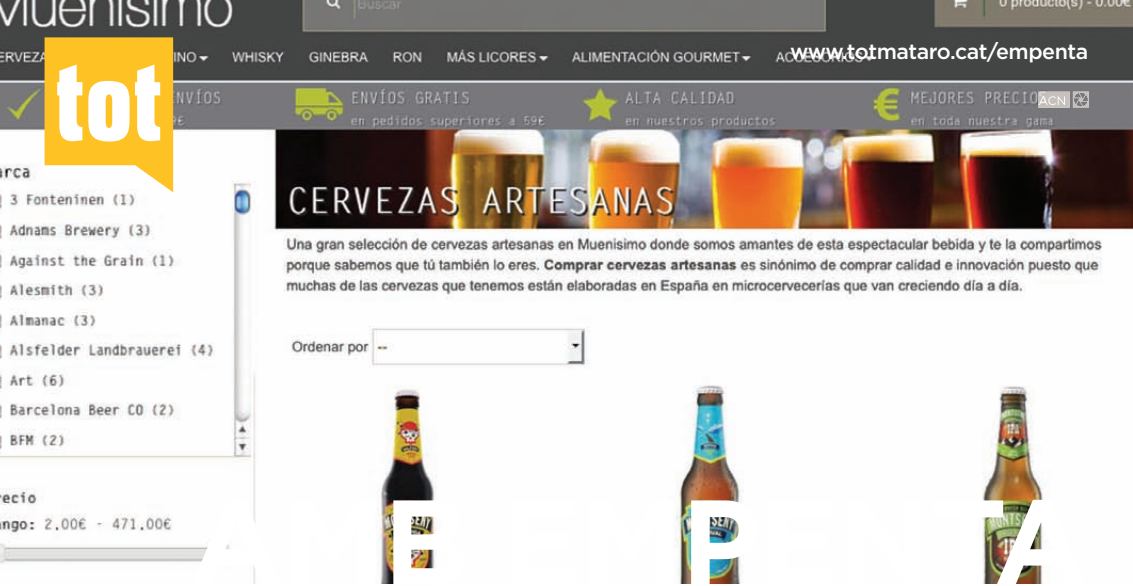 Muenisimo
Buscar
0 producto(s) - 0.00€
WHISKY GINEBRA RON MÁS LICORES ALIMENTACIÓN GOURMET ACCESORIOS
www.totmataro.cat/empenta
tot
ENVÍOS GRATIS
en pedidos superiores a 59€
ALTA CALIDAD
en nuestros productos
MEJORES PRECIOS
en toda nuestra gama
ACN
Marca
3 Fonteninen (1)
Adnams Brewery (3)
Against the Grain (1)
Alesmith (3)
Almanac (3)
Alsfelder Landbrauerei (4)
Art (6)
Barcelona Beer CO (2)
BFM (2)
Precio
Rango: 2,00€ - 471,00€
CERVEZAS ARTESANAS
Una gran selección de cervezas artesanas en Muenisimo donde somos amantes de esta espectacular bebida y te la compartimos
porque sabemos que tú también lo eres. Comprar cervezas artesanas es sinónimo de comprar calidad e innovación puesto que
muchas de las cervezas que tenemos están elaboradas en España en microcervecerías que van creciendo día a día.
Ordenar por --
AMB EMPENTA